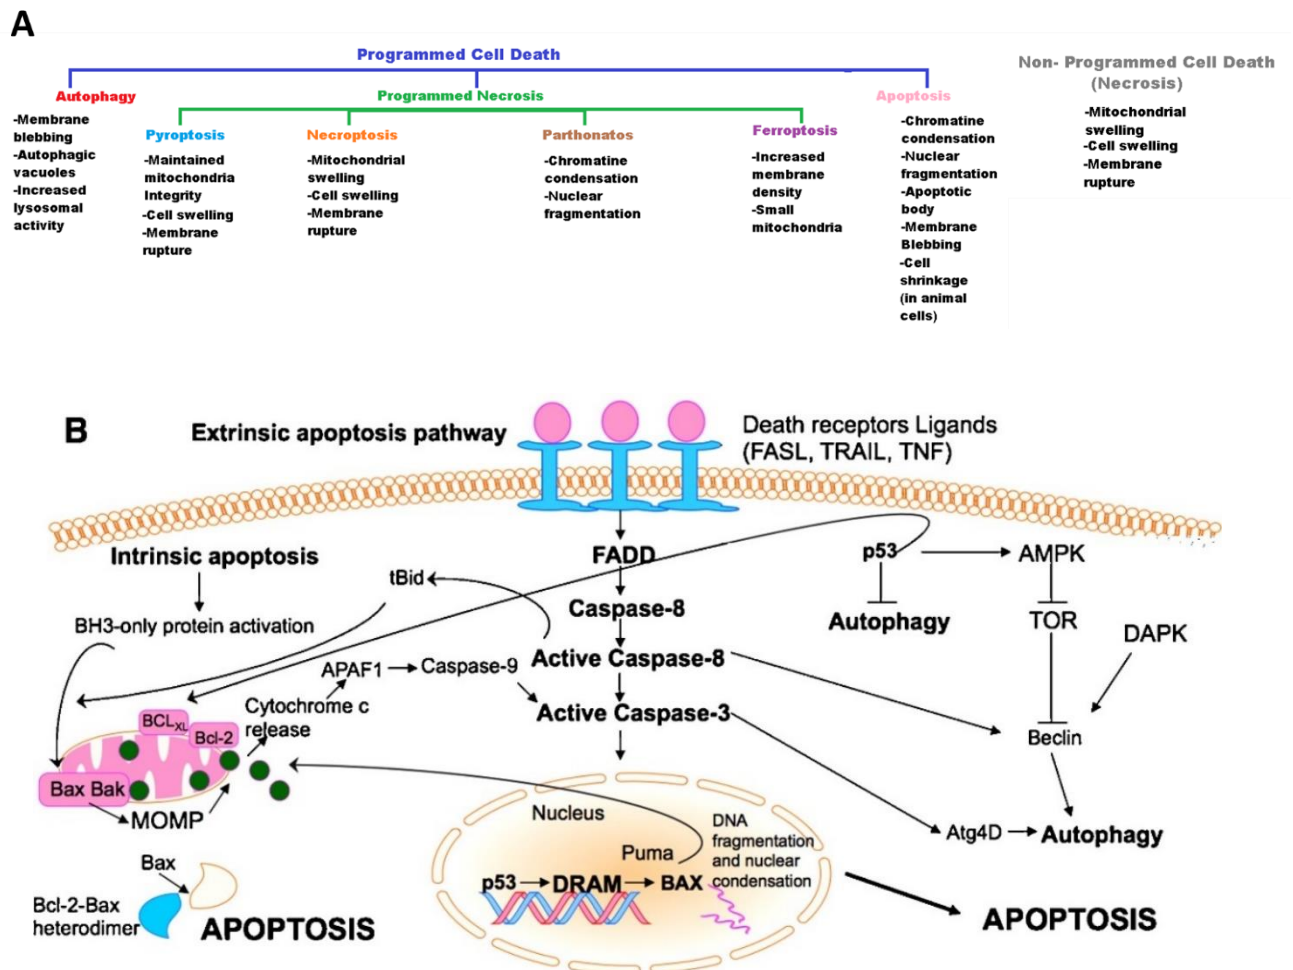 A
Programmed Cell Death
Non- Programmed Cell Death
(Necrosis)
-Mitochondrial
swelling
-Cell swelling
-Membrane
rupture
Autophagy
-Membrane
blebbing
-Autophagic
vacuoles
-Increased
lysosomal
activity
Programmed Necrosis
Pyroptosis
-Maintained
mitochondria
Integrity
-Cell swelling
-Membrane
rupture
Necroptosis
-Mitochondrial
swelling
-Cell swelling
-Membrane
rupture
Parthonatos
-Chromatine
condensation
-Nuclear
fragmentation
Ferroptosis
-Increased
membrane
density
-Small
mitochondria
Apoptosis
-Chromatine
condensation
-Nuclear
fragmentation
-Apoptotic
body
-Membrane
Blebbing
-Cell
shrinkage
(in animal
cells)
B
Extrinsic apoptosis pathway
Death receptors Ligands
(FASL, TRAIL, TNF)
Intrinsic apoptosis
BH3-only protein activation
tBid
FADD
Caspase-8
Active Caspase-8
Active Caspase-3
APAF1
Caspase-9
Cytochrome c
release
BCLXL
Bcl-2
Bax Bak
MOMP
p53
AMPK
Autophagy
TOR
DAPK
Beclin
Atg4D
Autophagy
Nucleus
Puma
p53
DRAM
BAX
DNA
fragmentation
and nuclear
condensation
Bax
Bcl-2-Bax
heterodimer
APOPTOSIS
APOPTOSIS